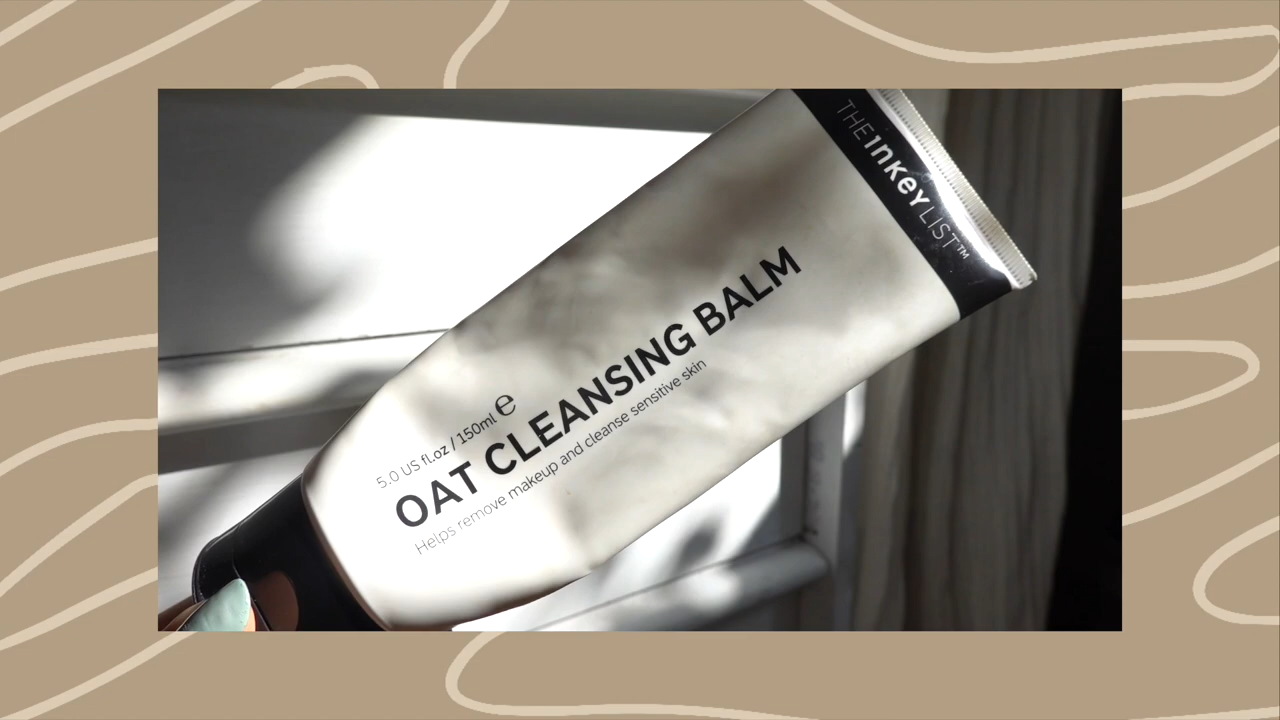 THE INKEY LIST™
5.0 US fl.oz / 150ml ℮
OAT CLEANSING BALM
Helps remove makeup and cleanse sensitive skin